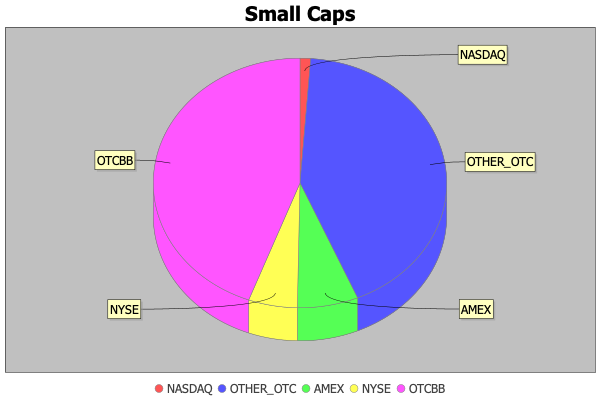 Small Caps
NASDAQ
OTCBB
OTHER_OTC
NYSE
AMEX
NASDAQ OTHER_OTC AMEX NYSE OTCBB